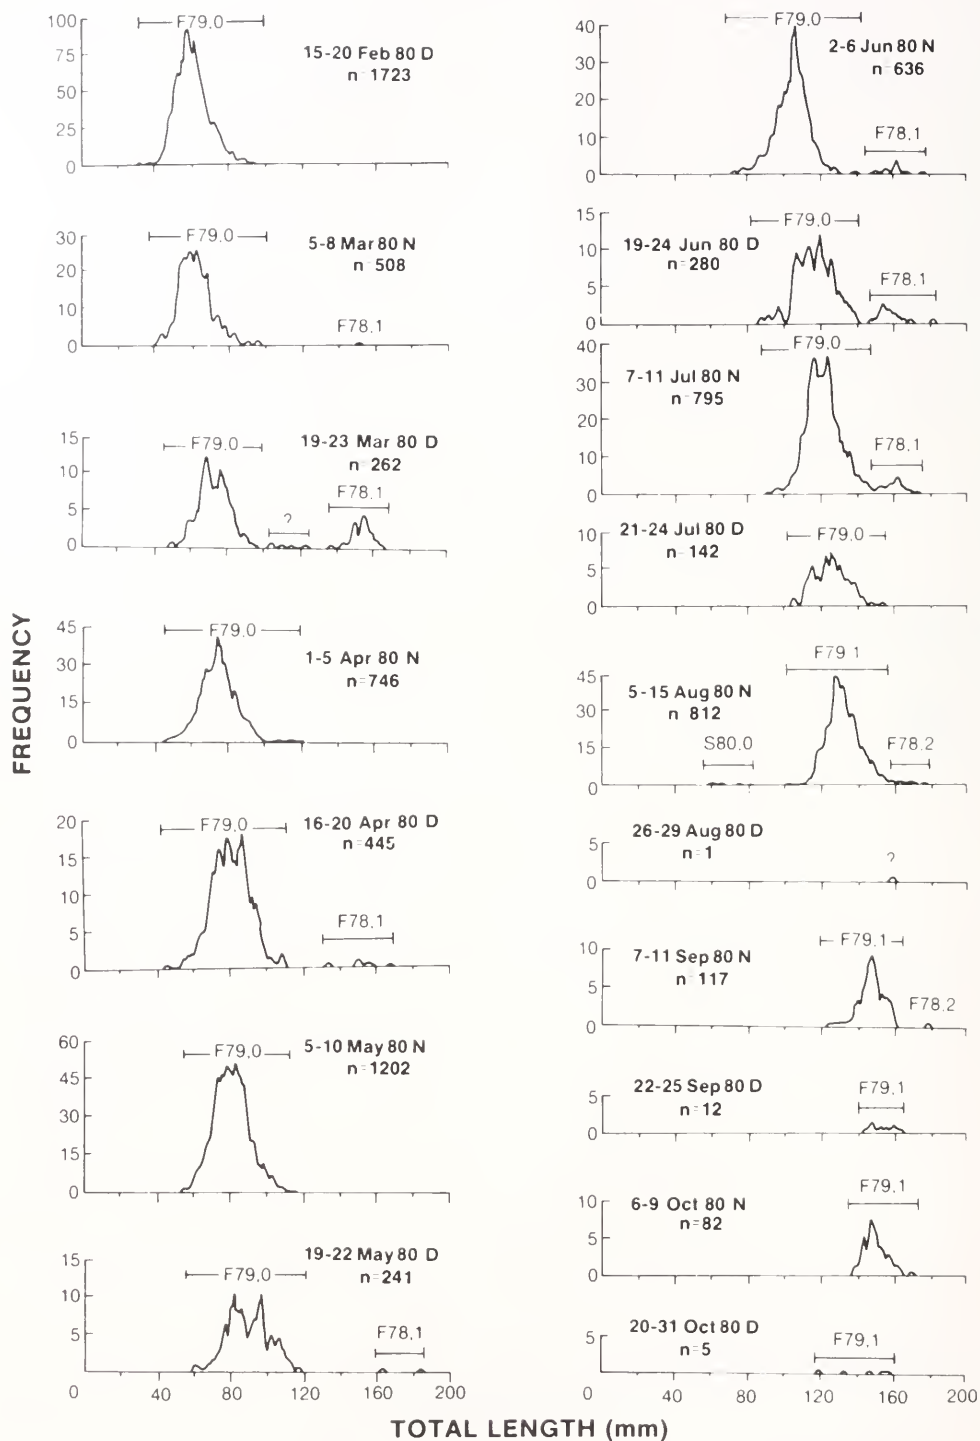 FREQUENCY
100
75
50
25
0
F79.0
15-20 Feb 80 D
n=1723
30
20
10
0
F79.0
5-8 Mar 80 N
n=508
F78.1
15
10
5
0
F79.0
19-23 Mar 80 D
n=262
?
F78.1
45
30
15
0
F79.0
1-5 Apr 80 N
n=746
20
15
10
5
0
F79.0
16-20 Apr 80 D
n=445
F78.1
60
45
30
15
0
F79.0
5-10 May 80 N
n=1202
15
10
5
F79.0
19-22 May 80 D
n=241
F78.1
0 40 80 120 160 200
40
30
20
10
0
F79.0
2-6 Jun 80 N
n=636
F78.1
200
15
10
5
0
F79.0
19-24 Jun 80 D
n=280
F78.1
40
30
20
10
0
F79.0
7-11 Jul 80 N
n=795
F78.1
10
5
0
F79.0
21-24 Jul 80 D
n=142
45
30
15
0
F79.1
5-15 Aug 80 N
n 812
S80.0
F78.2
5
0
26-29 Aug 80 D
n=1
?
10
5
0
F79.1
7-11 Sep 80 N
n=117
F78.2
5
0
22-25 Sep 80 D
n=12
F79.1
10
5
0
6-9 Oct 80 N
n=82
F79.1
5
20-31 Oct 80 D
n=5
F79.1
0 40 80 120 160 200
TOTAL LENGTH (mm)